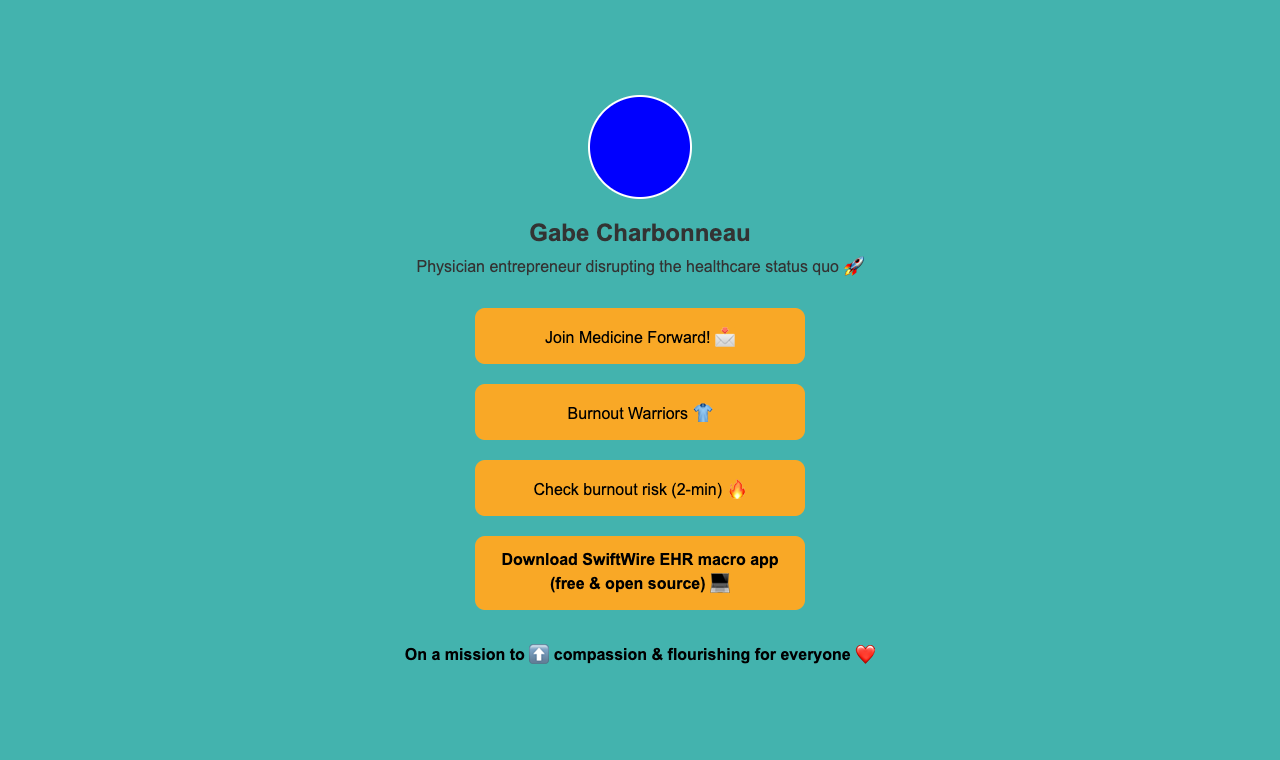 Gabe Charbonneau
Physician entrepreneur disrupting the healthcare status quo 🚀
Join Medicine Forward! 📩
Burnout Warriors 👕
Check burnout risk (2-min) 🔥
Download SwiftWire EHR macro app
(free & open source) 💻
On a mission to ⬆️ compassion & flourishing for everyone ❤️